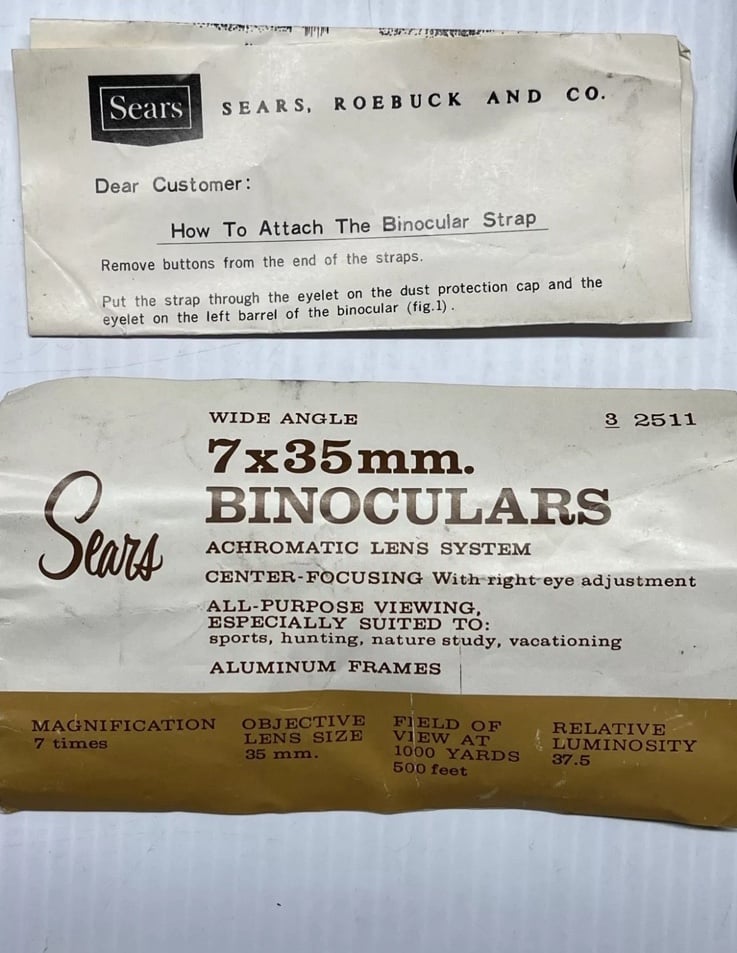 Sears SEARS, ROEBUCK AND CO.
Dear Customer:
How To Attach The Binocular Strap
Remove buttons from the end of the straps.
Put the strap through the eyelet on the dust protection cap and the
eyelet on the left barrel of the binocular (fig.1).
WIDE ANGLE 3 2511
7x35mm.
BINOCULARS
Sears
ACHROMATIC LENS SYSTEM
CENTER-FOCUSING With right eye adjustment
ALL-PURPOSE VIEWING,
ESPECIALLY SUITED TO:
sports, hunting, nature study, vacationing
ALUMINUM FRAMES
MAGNIFICATION
7 times
OBJECTIVE
LENS SIZE
35 mm.
FIELD OF
VIEW AT
1000 YARDS
500 feet
RELATIVE
LUMINOSITY
37.5